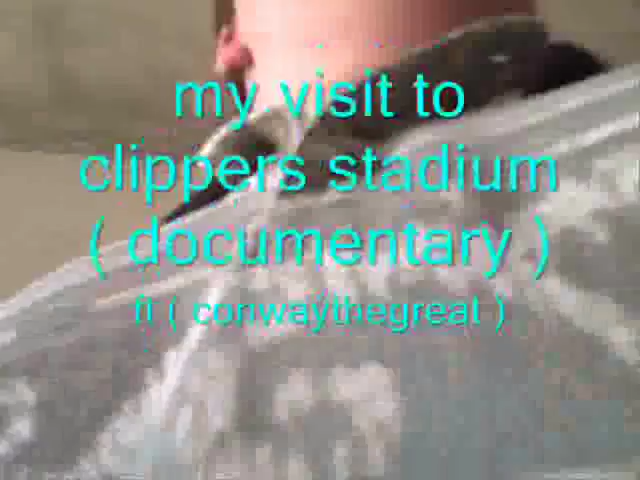 my visit to
clippers stadium
( documentary )
ft ( conwaythegreat )